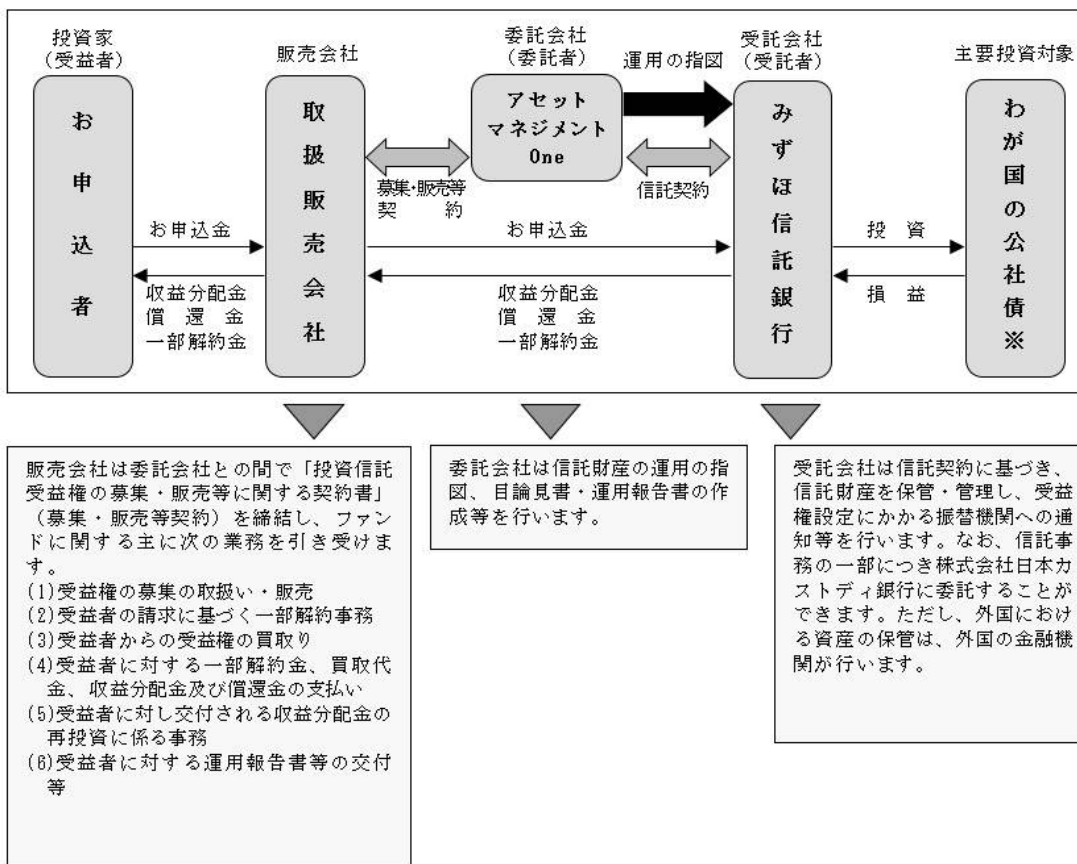 投資家
(受益者)
販売会社
委託会社
(委託者)
運用の指図
受託会社
(受託者)
主要投資対象
お申込者
取扱販売会社
アセット
マネジメント
One
みずほ信託銀行
わが国の公社債※
募集・販売等
契約
信託契約
お申込金
お申込金
投資
収益分配金
償還金
一部解約金
収益分配金
償還金
一部解約金
損益
販売会社は委託会社との間で「投資信託
受益権の募集・販売等に関する契約書」
(募集・販売等契約)を締結し、ファン
ドに関する主に次の業務を引き受けま
す。
(1)受益権の募集の取扱い・販売
(2)受益者の請求に基づく一部解約事務
(3)受益者からの受益権の買取り
(4)受益者に対する一部解約金、買取代
金、収益分配金及び償還金の支払い
(5)受益者に対し交付される収益分配金の
再投資に係る事務
(6)受益者に対する運用報告書等の交付
等
委託会社は信託財産の運用の指
図、目論見書・運用報告書の作
成等を行います。
受託会社は信託契約に基づき、
信託財産を保管・管理し、受益
権設定にかかる振替機関への通
知等を行います。なお、信託事
務の一部につき株式会社日本カ
ストディ銀行に委託することが
できます。ただし、外国におけ
る資産の保管は、外国の金融機
関が行います。